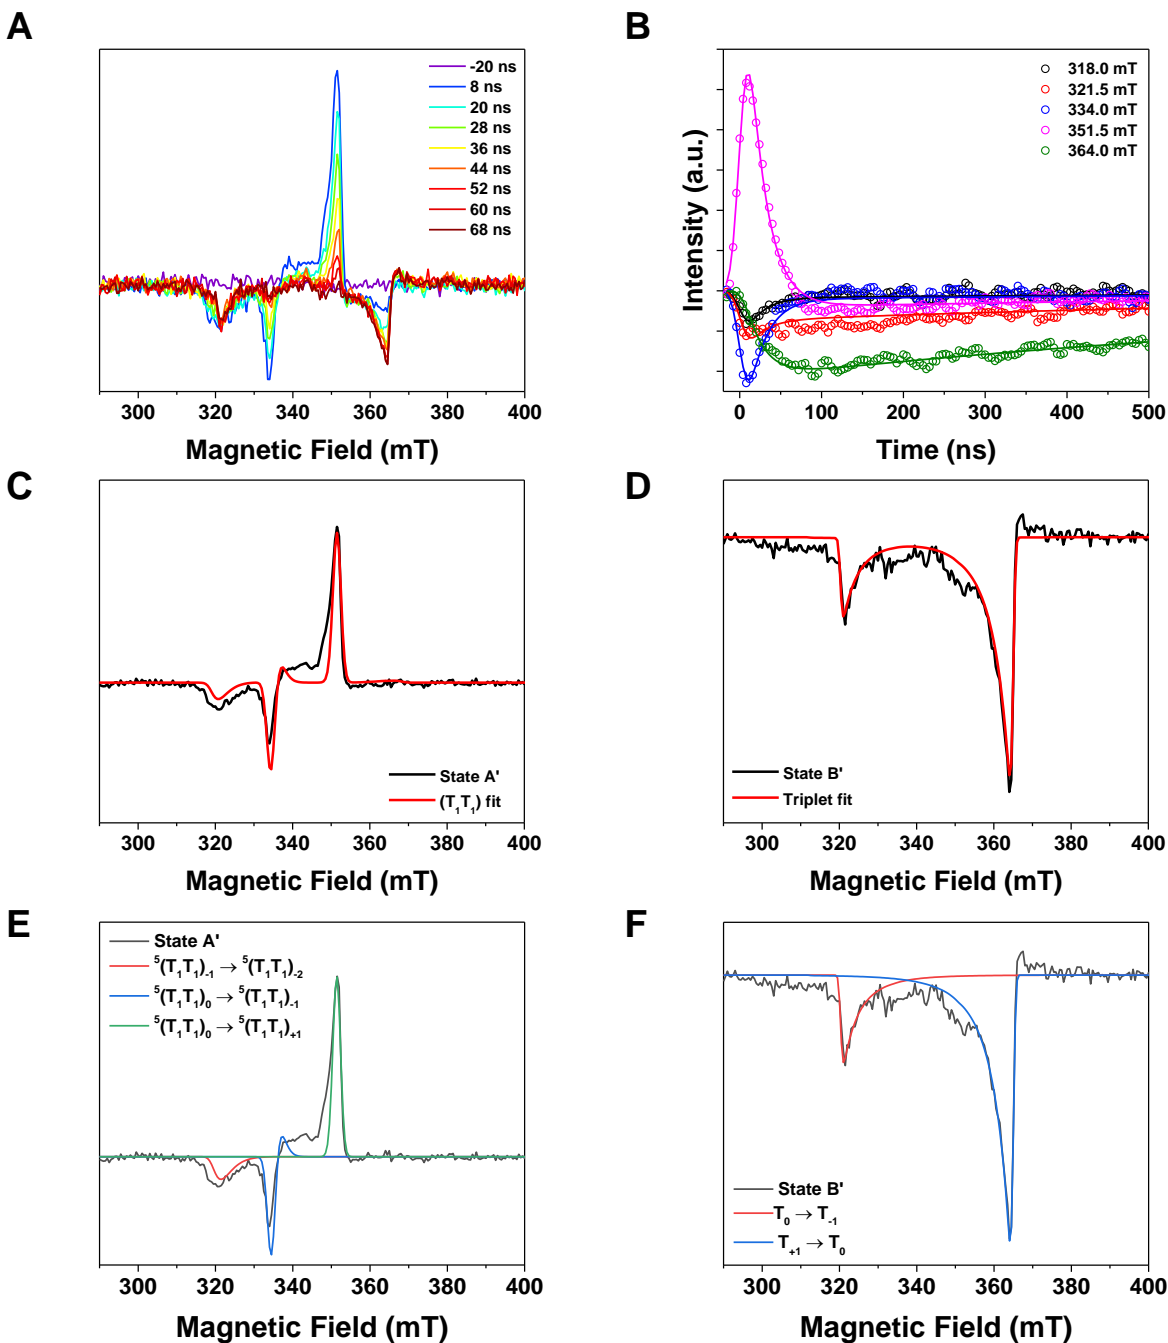 A
-20 ns
8 ns
20 ns
28 ns
36 ns
44 ns
52 ns
60 ns
68 ns
300 320 340 360 380 400
Magnetic Field (mT)
B
318.0 mT
321.5 mT
334.0 mT
351.5 mT
364.0 mT
Intensity (a.u.)
0 100 200 300 400 500
Time (ns)
C
State A'
(T₁T₁) fit
300 320 340 360 380 400
Magnetic Field (mT)
D
State B'
Triplet fit
300 320 340 360 380 400
Magnetic Field (mT)
E
State A'
⁵(T₁T₁)₋₁ → ⁵(T₁T₁)₋₂
⁵(T₁T₁)₀ → ⁵(T₁T₁)₋₁
⁵(T₁T₁)₀ → ⁵(T₁T₁)₊₁
300 320 340 360 380 400
Magnetic Field (mT)
F
State B'
T₀ → T₋₁
T₊₁ → T₀
300 320 340 360 380 400
Magnetic Field (mT)